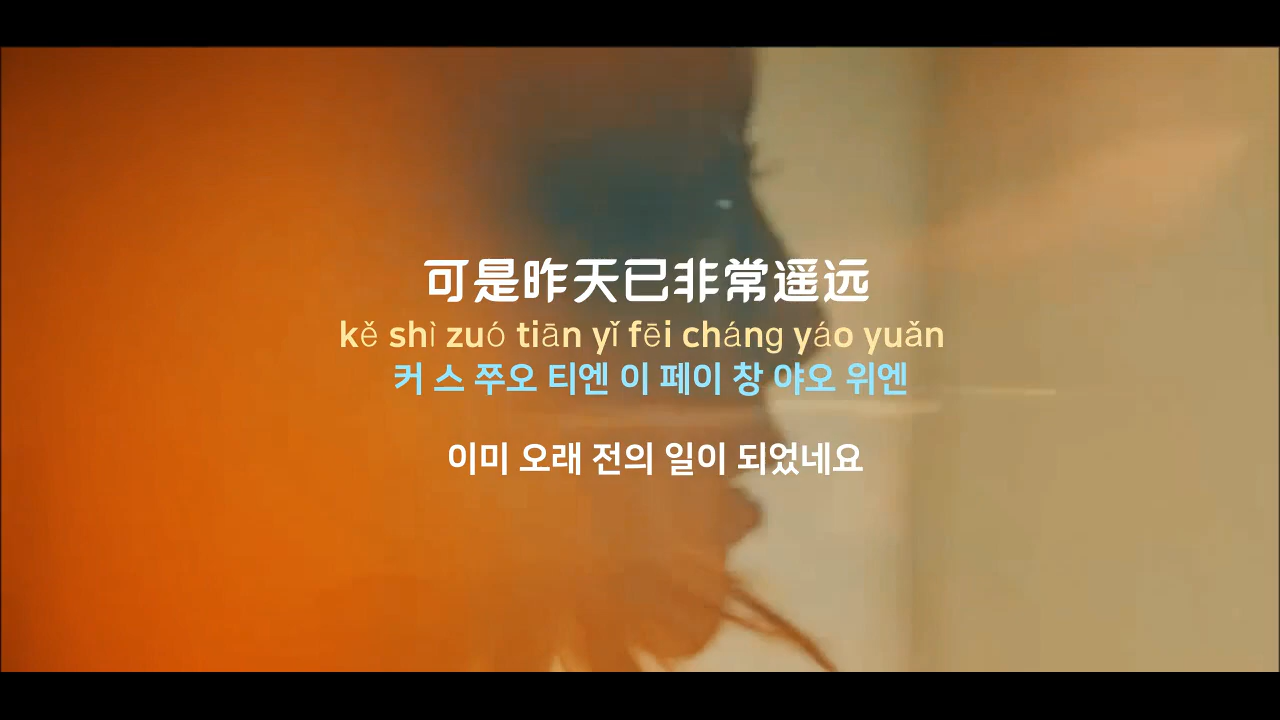 可是昨天已非常遥远
kě shì zuó tiān yǐ fēi cháng yáo yuǎn
커 스 쭈오 티엔 이 페이 창 야오 위엔
이미 오래 전의 일이 되었네요